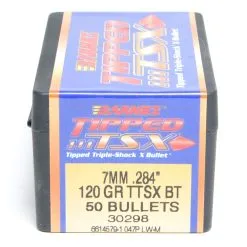 BARNES
TIPPED
TSX
Tipped Triple-Shock X Bullet
7MM .284"
120 GR TTSX BT
50 BULLETS
30298